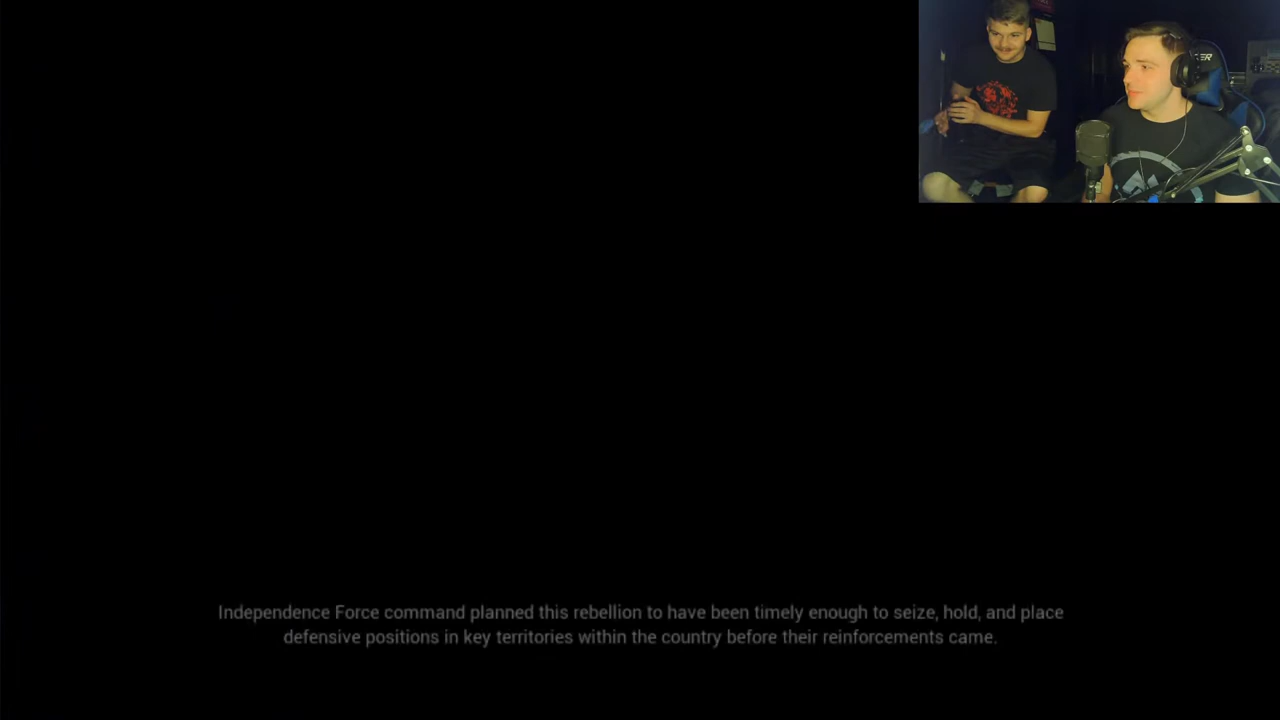 Independence Force command planned this rebellion to have been timely enough to seize, hold, and place
defensive positions in key territories within the country before their reinforcements came.